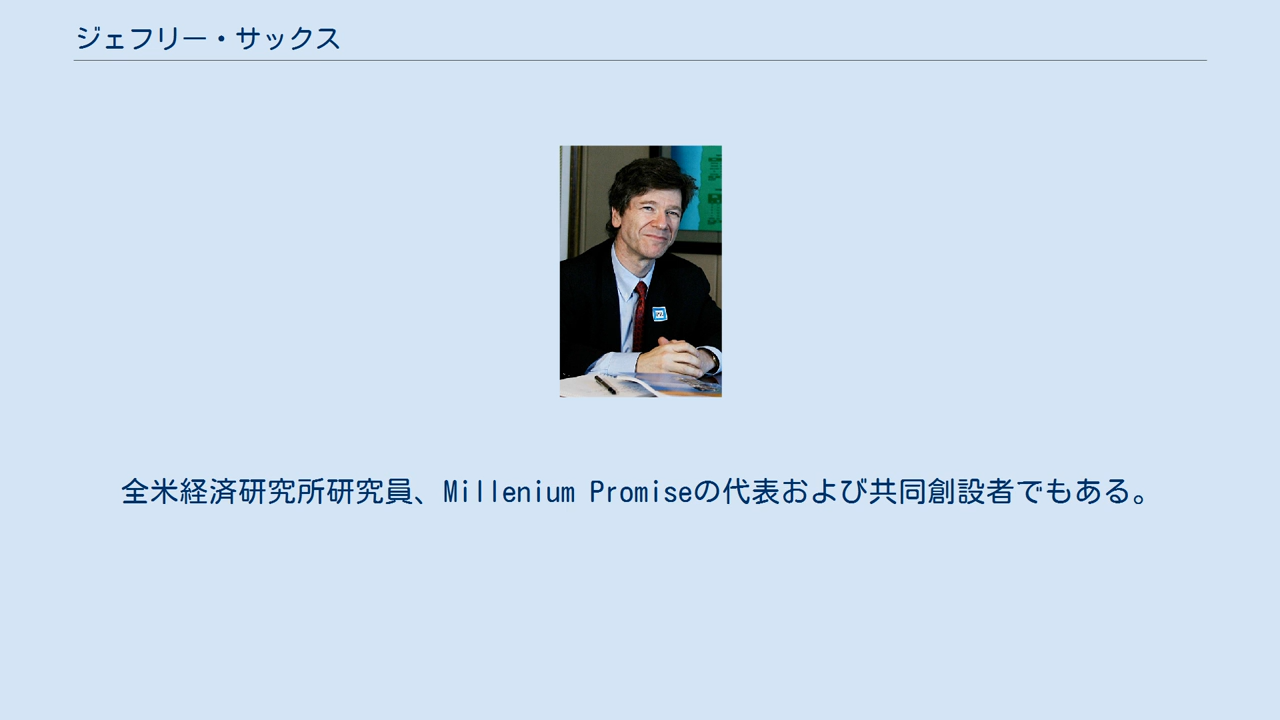 ジェフリー・サックス
全米経済研究所研究員、Millenium Promiseの代表および共同創設者でもある。